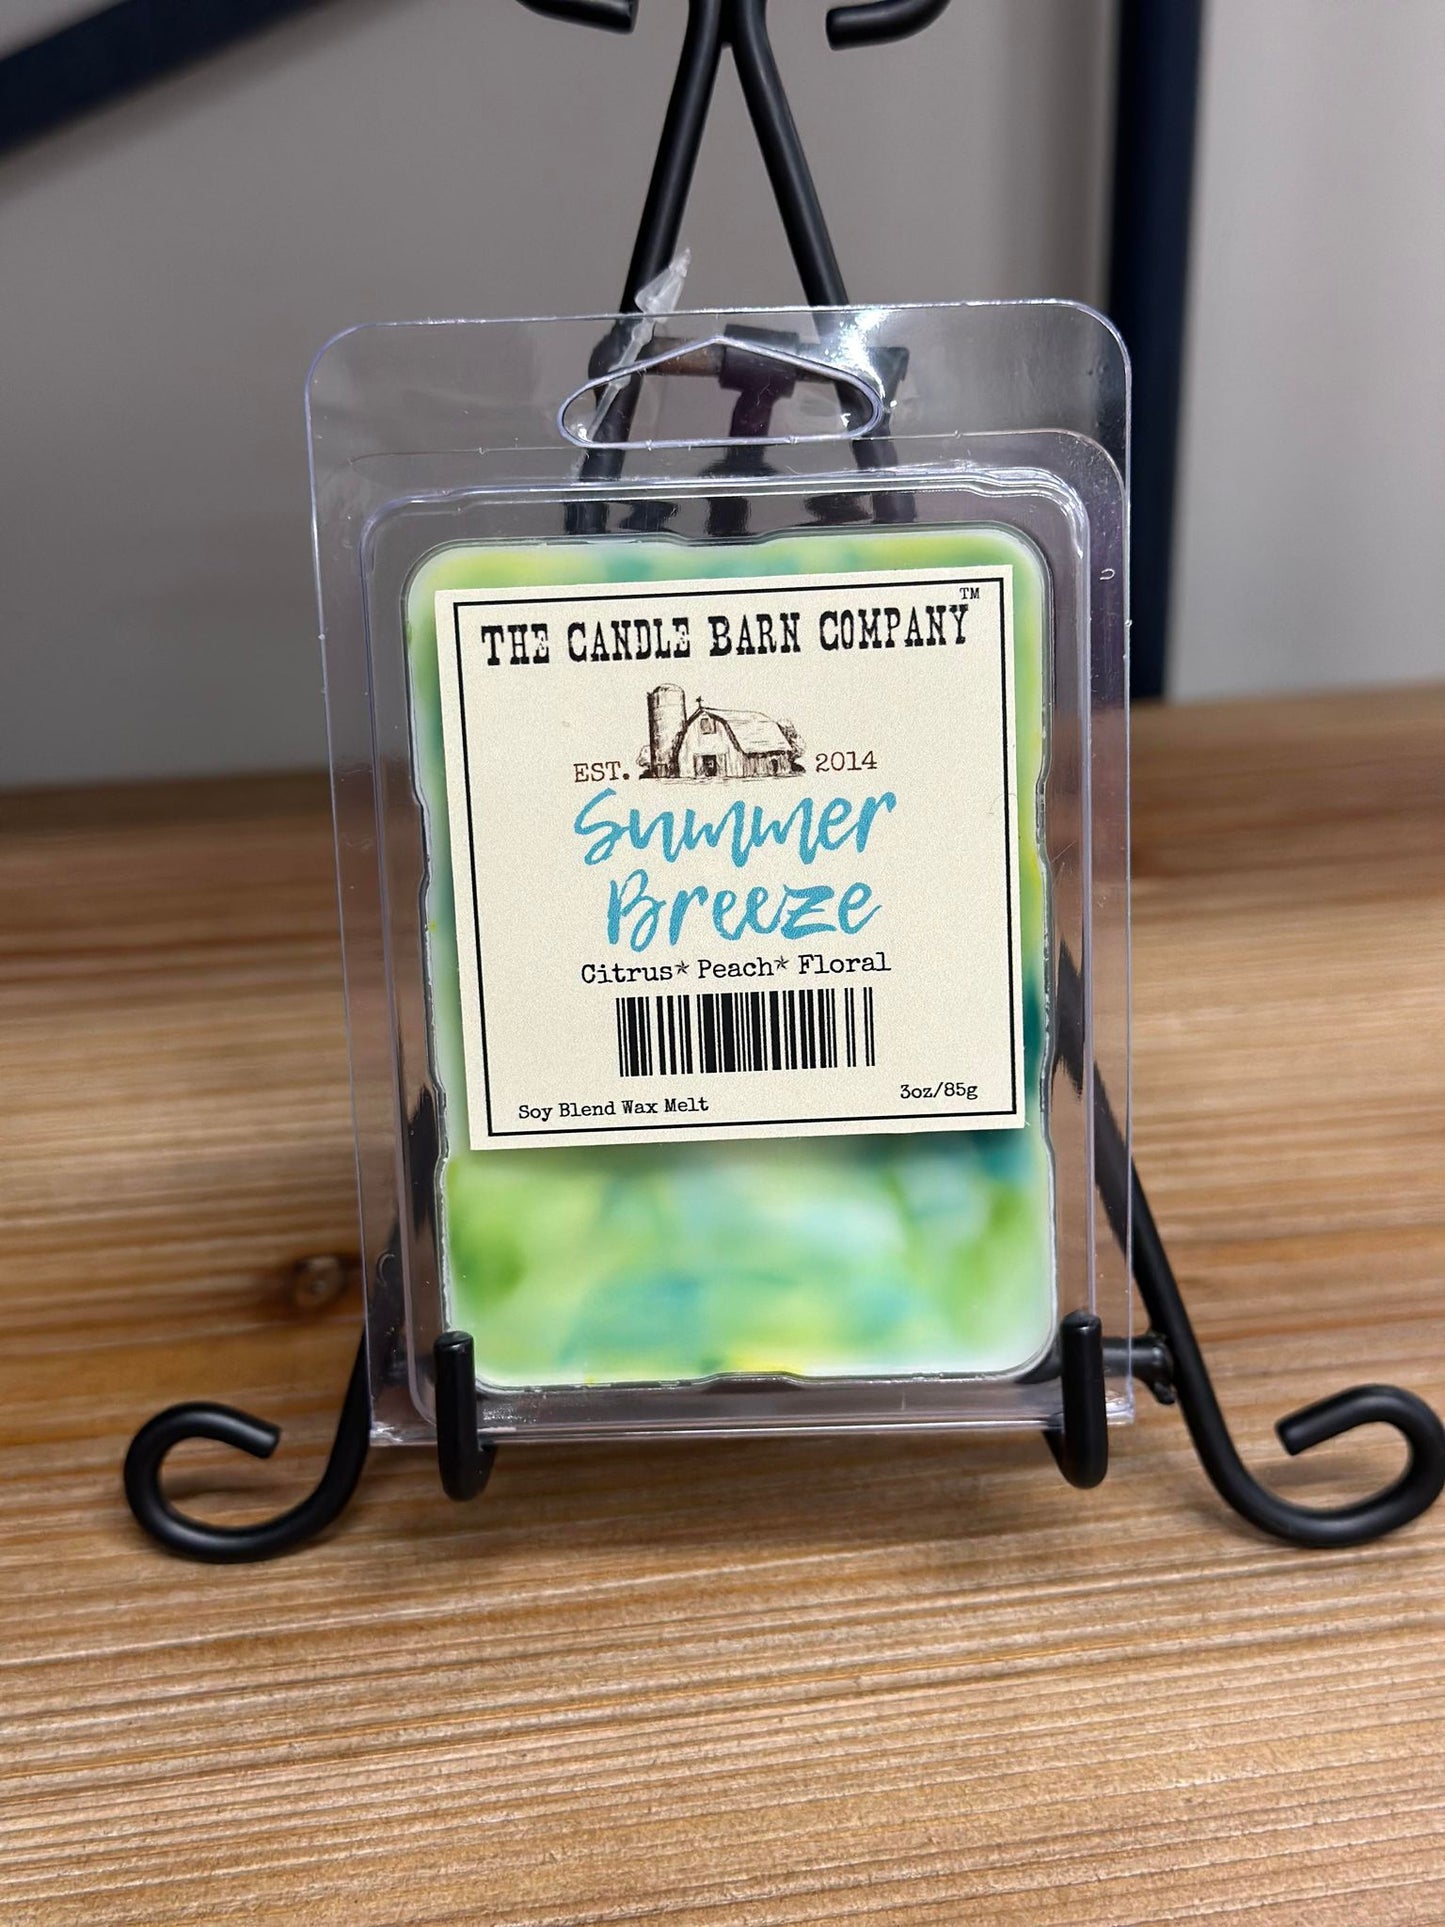 THE CANDLE BARN COMPANY™
EST. 2014
Summer
Breeze
Citrus* Peach* Floral
Soy Blend Wax Melt
3oz/85g